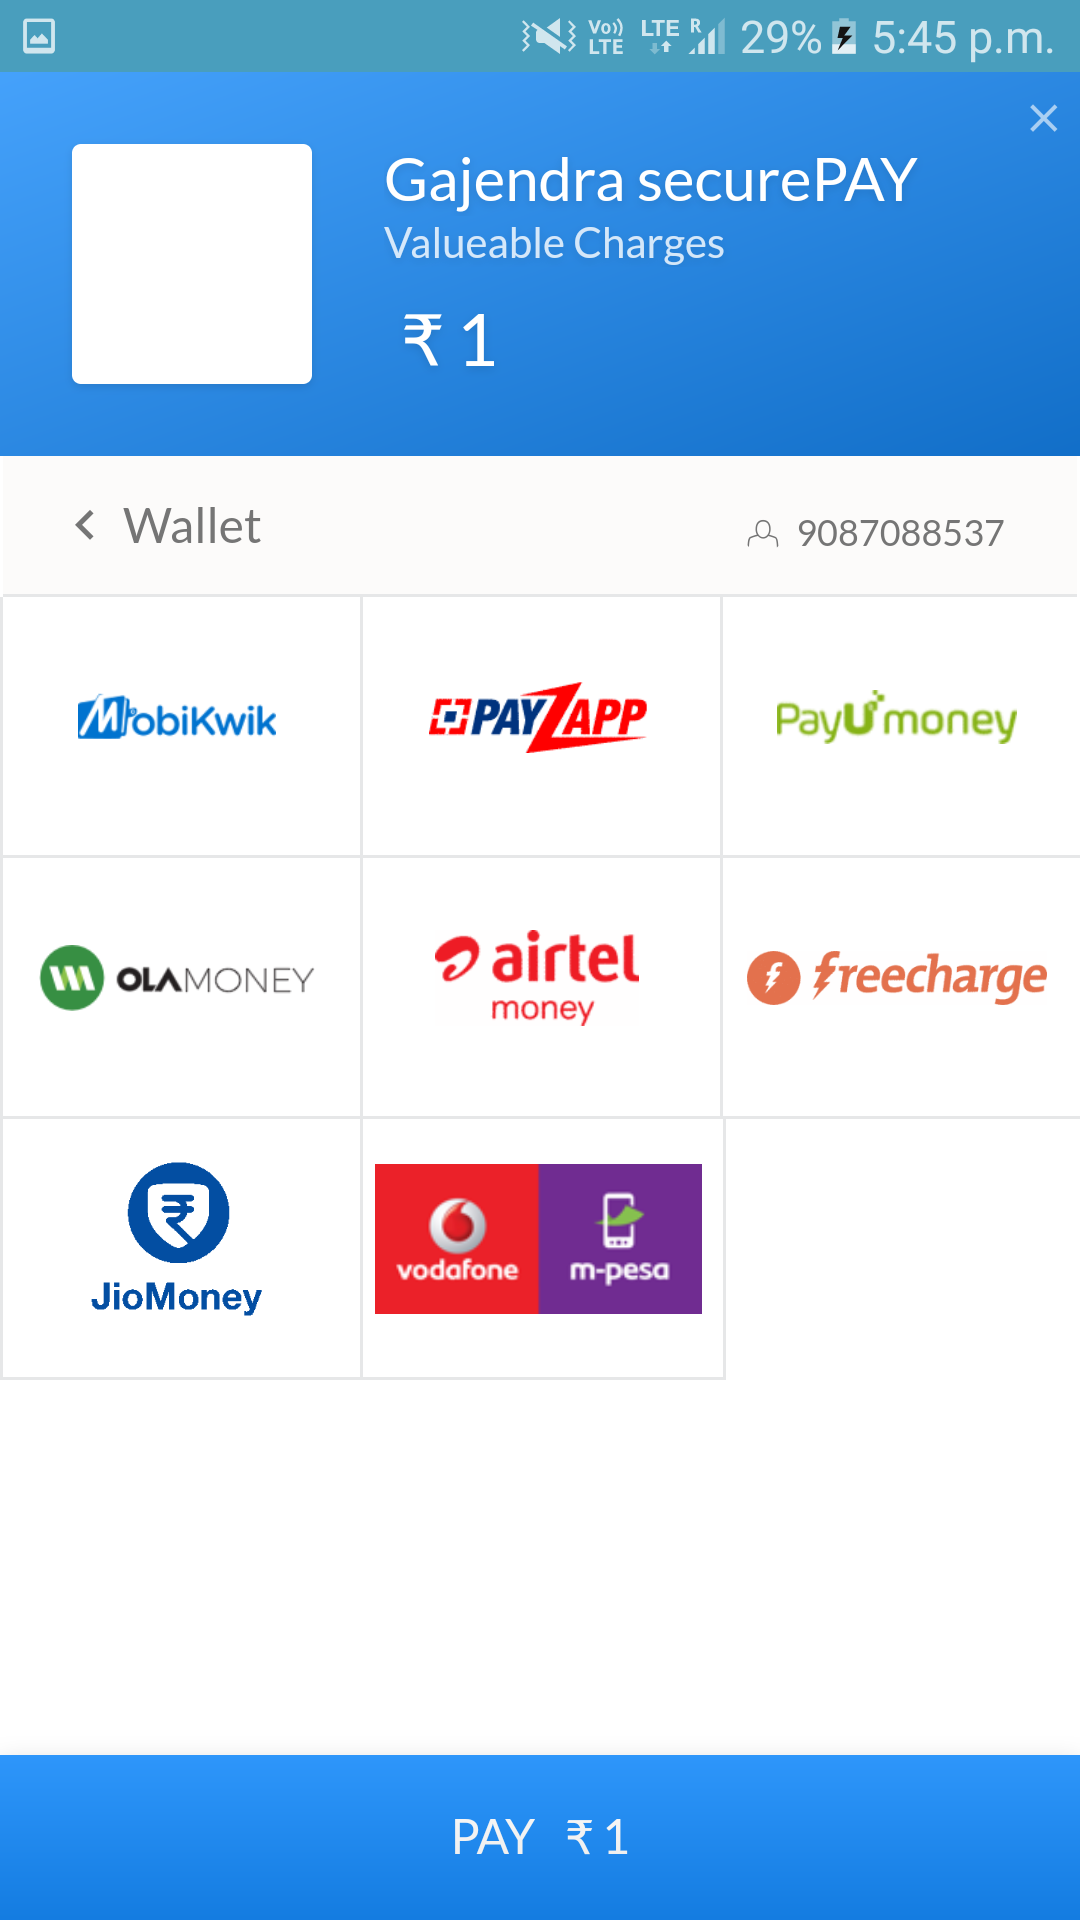 Vo)) LTE LTE R 29% 5:45 p.m.
Gajendra securePAY
Valueable Charges
₹ 1
Wallet 9087088537
MobiKwik PAYZAPP PayUmoney
OLAMONEY airtel money freecharge
JioMoney vodafone m-pesa
PAY ₹ 1